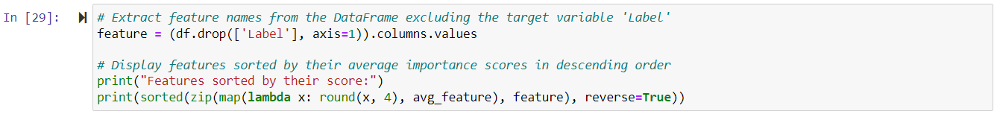 In [29]:
# Extract feature names from the DataFrame excluding the target variable 'Label'
feature = (df.drop(['Label'], axis=1)).columns.values
# Display features sorted by their average importance scores in descending order
print("Features sorted by their score:")
print(sorted(zip(map(lambda x: round(x, 4), avg_feature), feature), reverse=True))